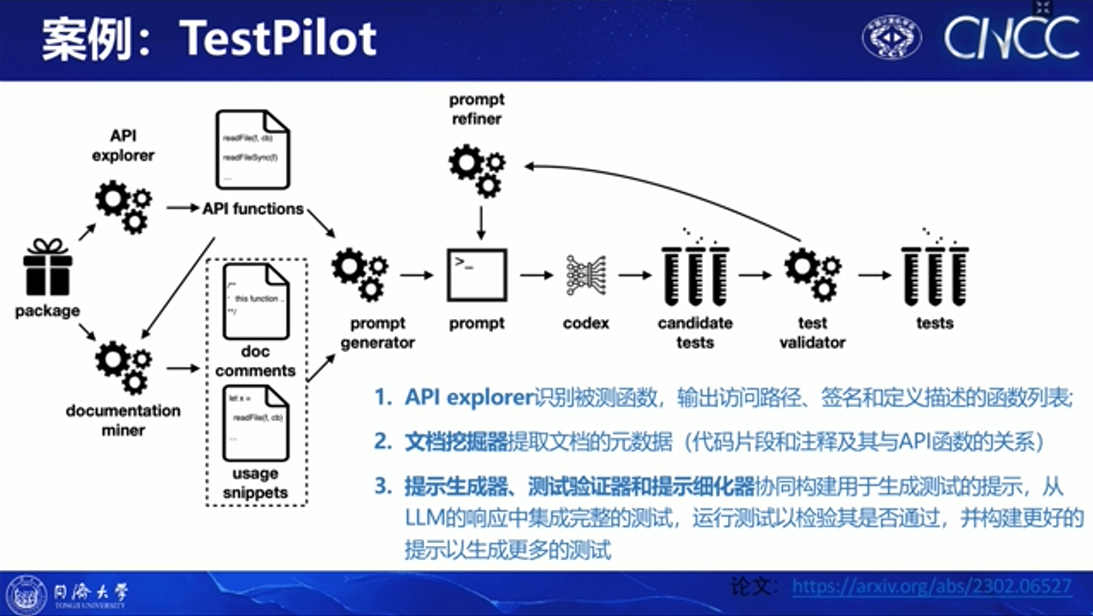 案例：TestPilot
CNCC
CCF
prompt
refiner
API
explorer
readFile(f, cb)
readFileSync(f)
...
API functions
package
/**
* this function ..
**/
doc
comments
documentation
miner
let x =
readFile(f, cb)
...
usage
snippets
prompt
generator
>_
prompt
codex
candidate
tests
test
validator
tests
1. API explorer识别被测函数，输出访问路径、签名和定义描述的函数列表;
2. 文档挖掘器提取文档的元数据（代码片段和注释及其与API函数的关系）
3. 提示生成器、测试验证器和提示细化器协同构建用于生成测试的提示，从
LLM的响应中集成完整的测试，运行测试以检验其是否通过，并构建更好的
提示以生成更多的测试
同济大学
TONGJI UNIVERSITY
论文：https://arxiv.org/abs/2302.06527